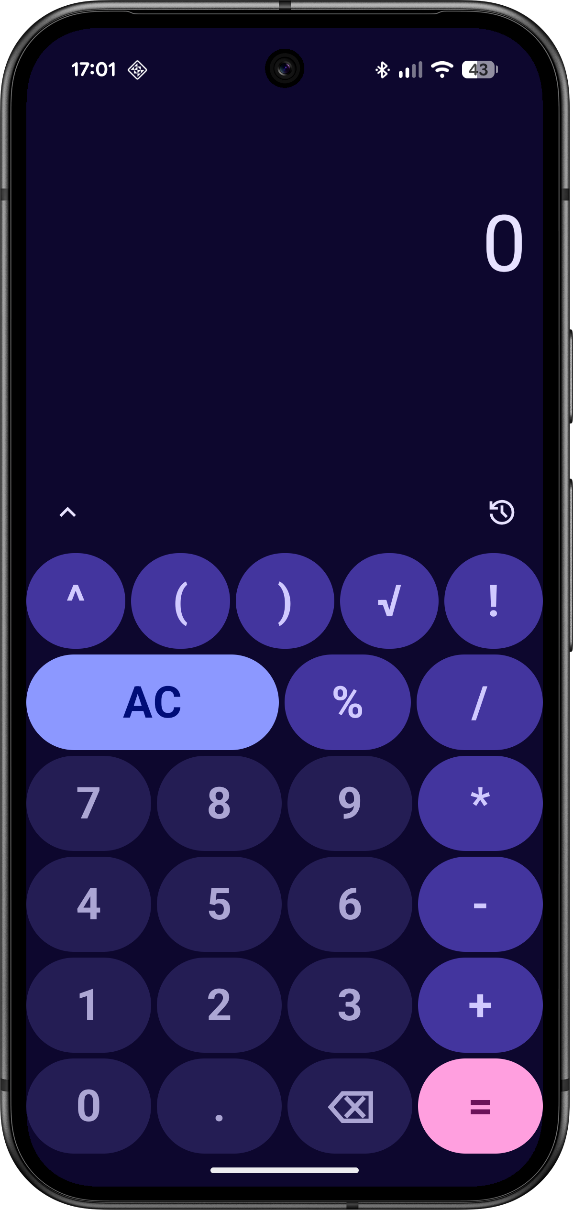 17:01 43
0
^ ( ) √ !
AC % /
7 8 9 *
4 5 6 -
1 2 3 +
0 . =